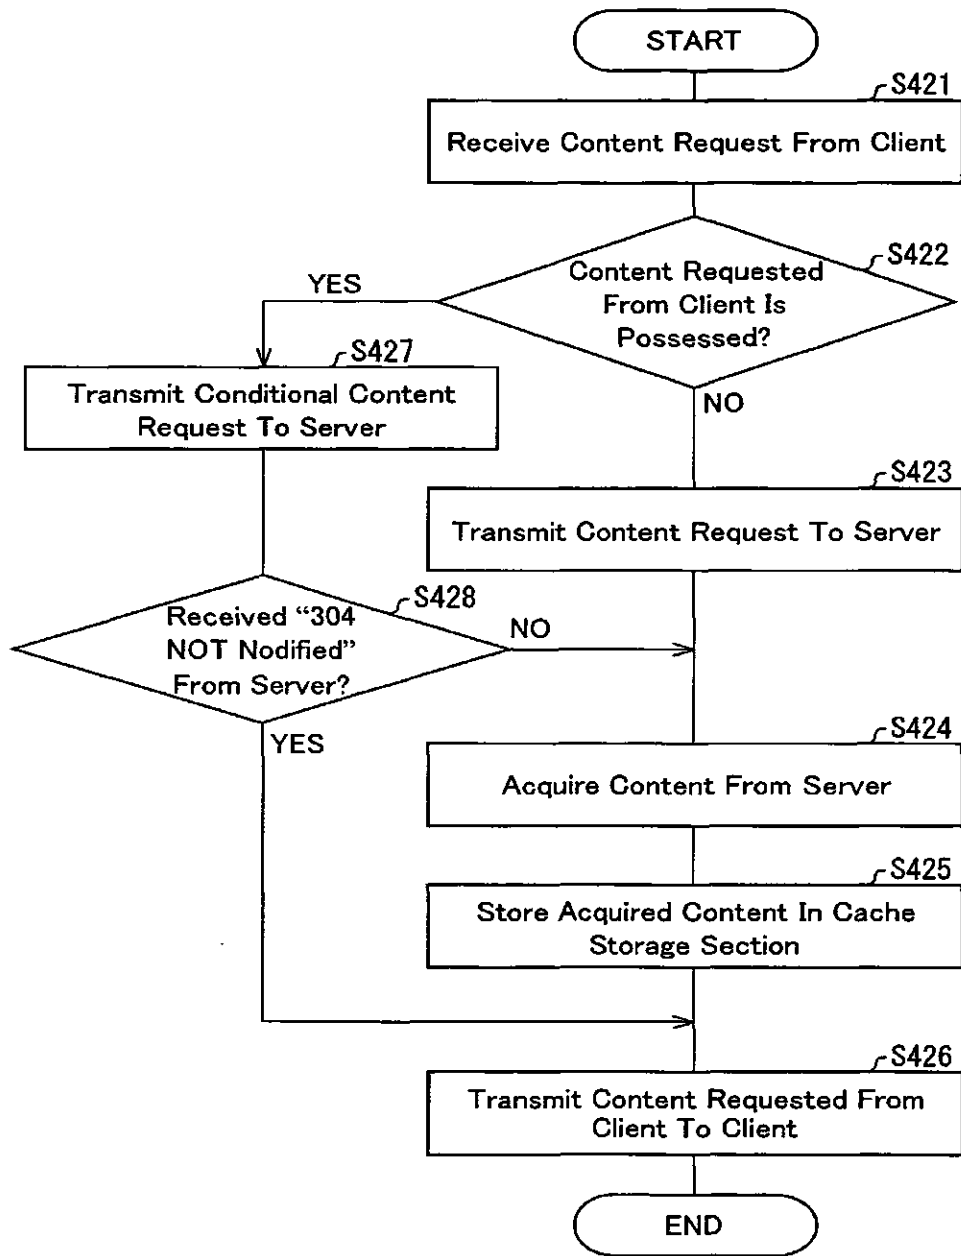 START
S421
Receive Content Request From Client
S422
Content Requested
From Client Is
Possessed?
YES
NO
S427
Transmit Conditional Content
Request To Server
S423
Transmit Content Request To Server
S428
Received “304
NOT Nodified”
From Server?
NO
YES
S424
Acquire Content From Server
S425
Store Acquired Content In Cache
Storage Section
S426
Transmit Content Requested From
Client To Client
END